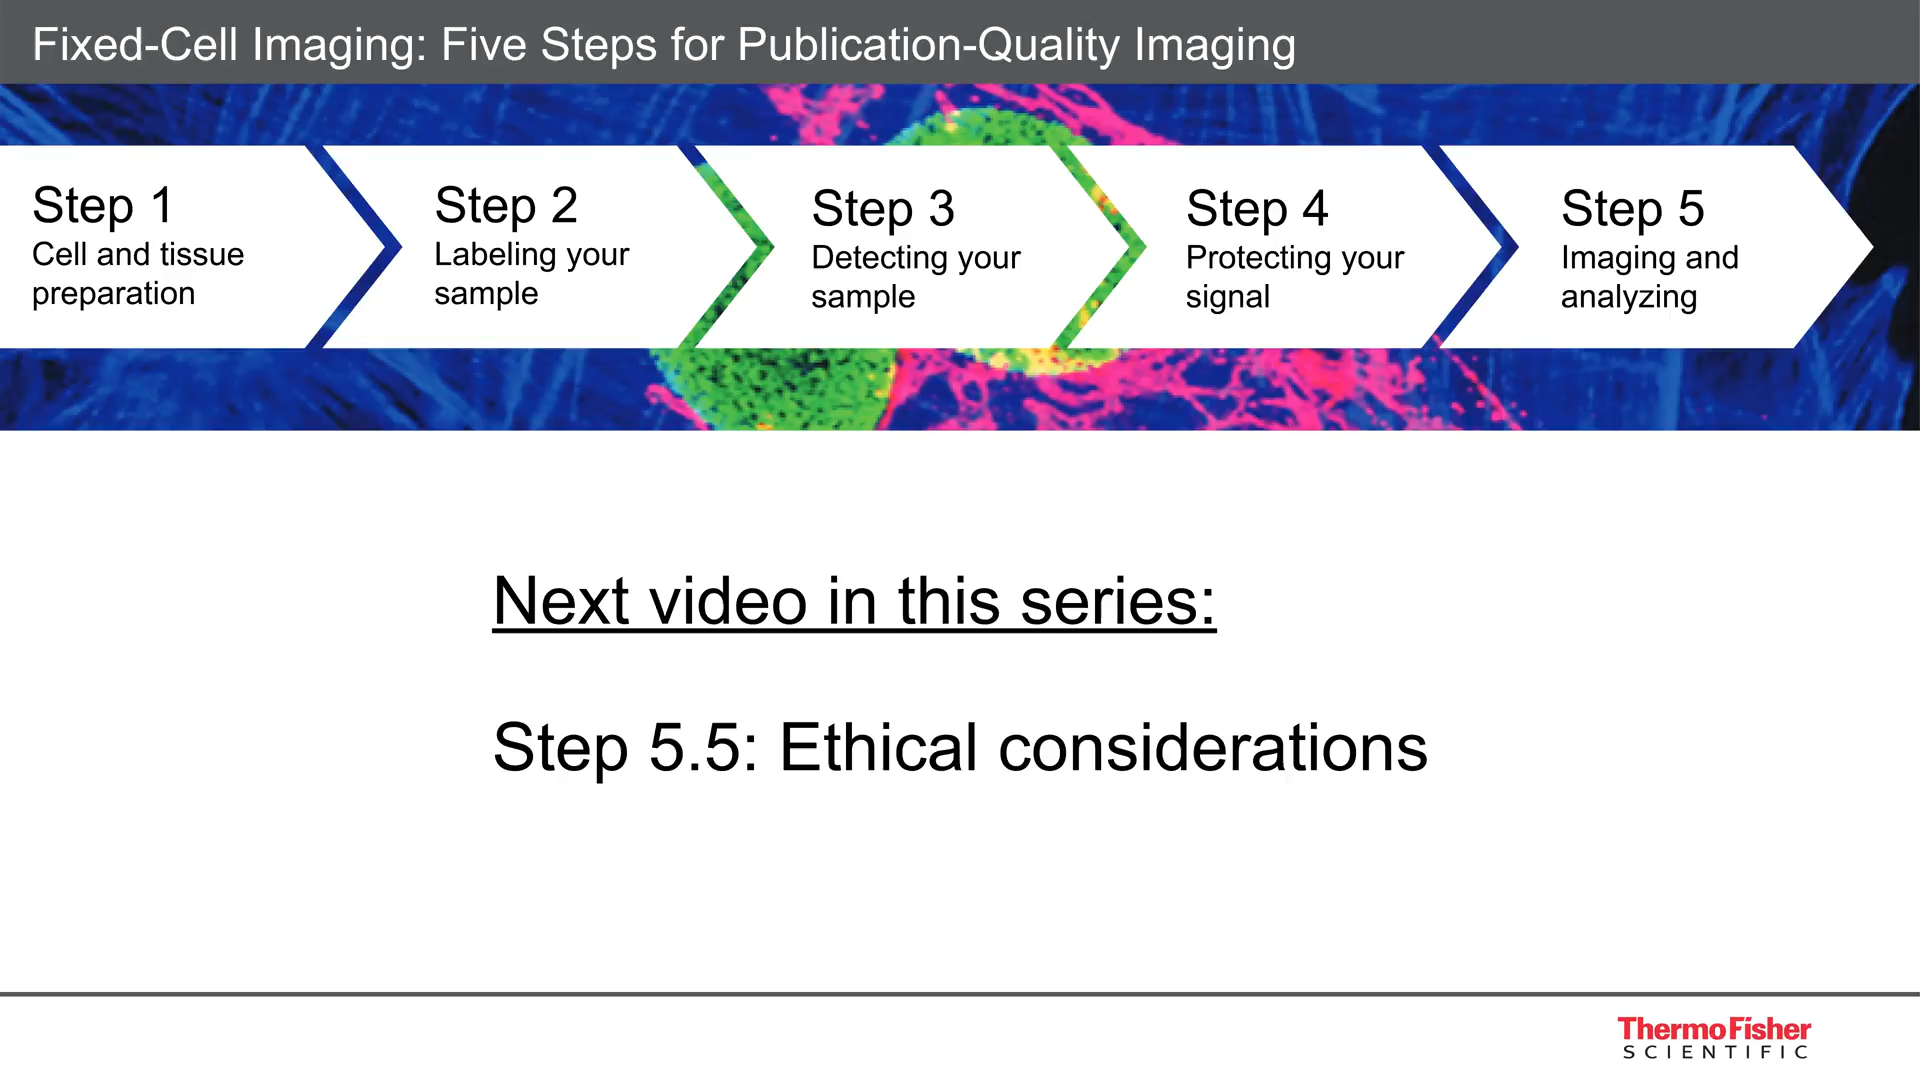 Fixed-Cell Imaging: Five Steps for Publication-Quality Imaging
Step 1
Cell and tissue
preparation
Step 2
Labeling your
sample
Step 3
Detecting your
sample
Step 4
Protecting your
signal
Step 5
Imaging and
analyzing
Next video in this series:
Step 5.5: Ethical considerations
ThermoFisher
SCIENTIFIC